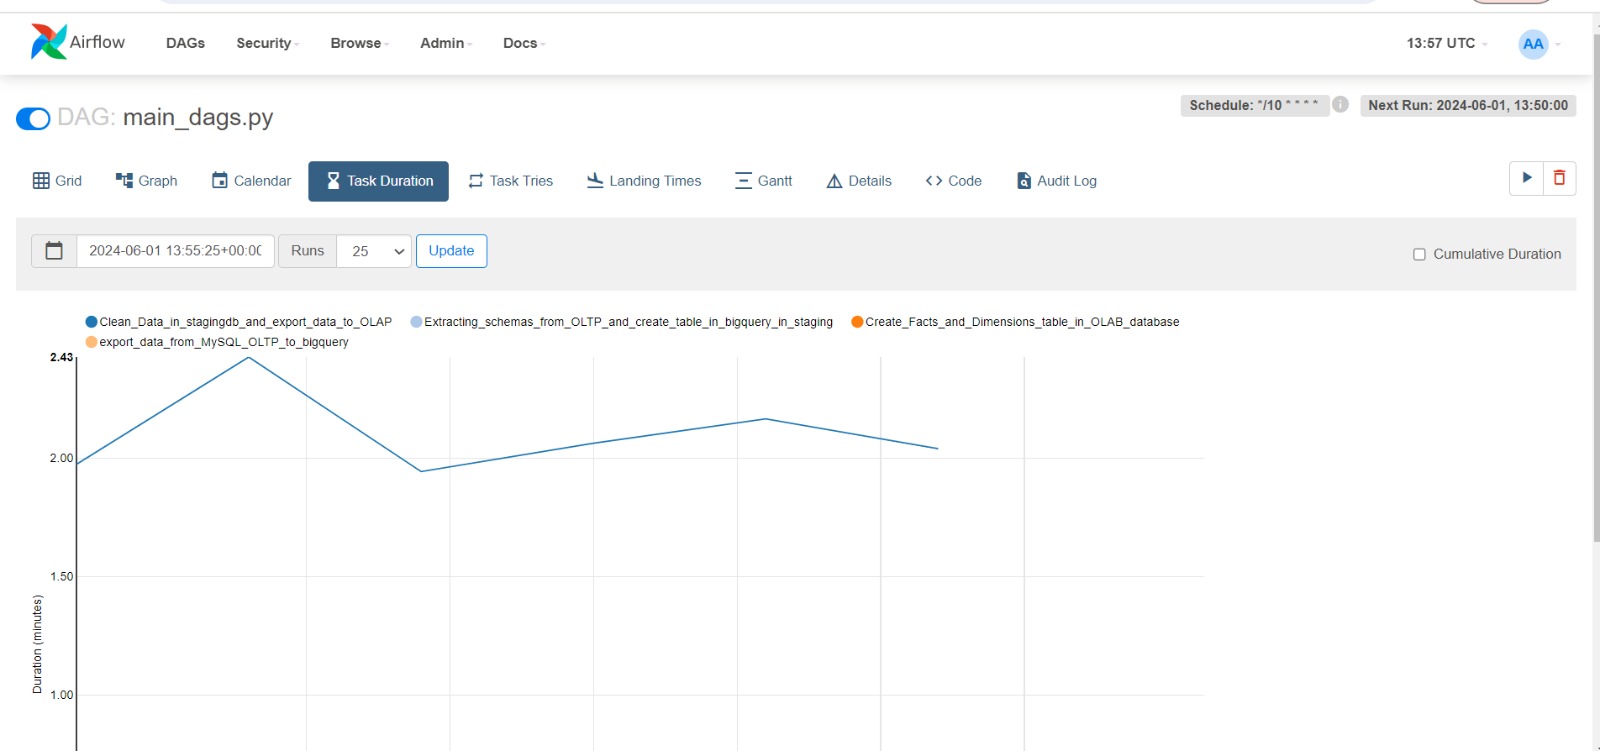 Airflow DAGs Security Browse Admin Docs 13:57 UTC AA
Schedule: */10 * * * * i Next Run: 2024-06-01, 13:50:00
DAG: main_dags.py
Grid Graph Calendar Task Duration Task Tries Landing Times Gantt Details Code Audit Log
2024-06-01 13:55:25+00:00 Runs 25 Update Cumulative Duration
Clean_Data_in_stagingdb_and_export_data_to_OLAP Extracting_schemas_from_OLTP_and_create_table_in_bigquery_in_staging Create_Facts_and_Dimensions_table_in_OLAB_database
export_data_from_MySQL_OLTP_to_bigquery
2.43
2.00
1.50
1.00
Duration (minutes)